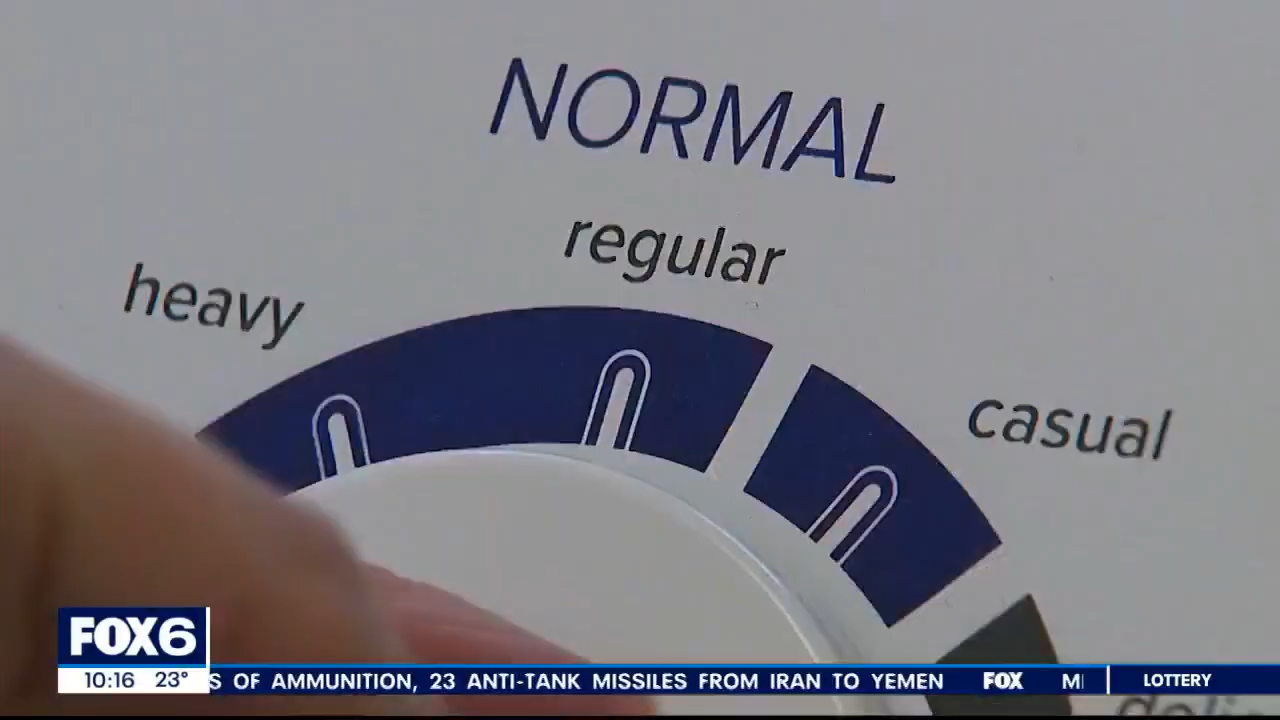 NORMAL
regular
heavy
casual
FOX6
10:16 23°
S OF AMMUNITION, 23 ANTI-TANK MISSILES FROM IRAN TO YEMEN FOX
LOTTERY